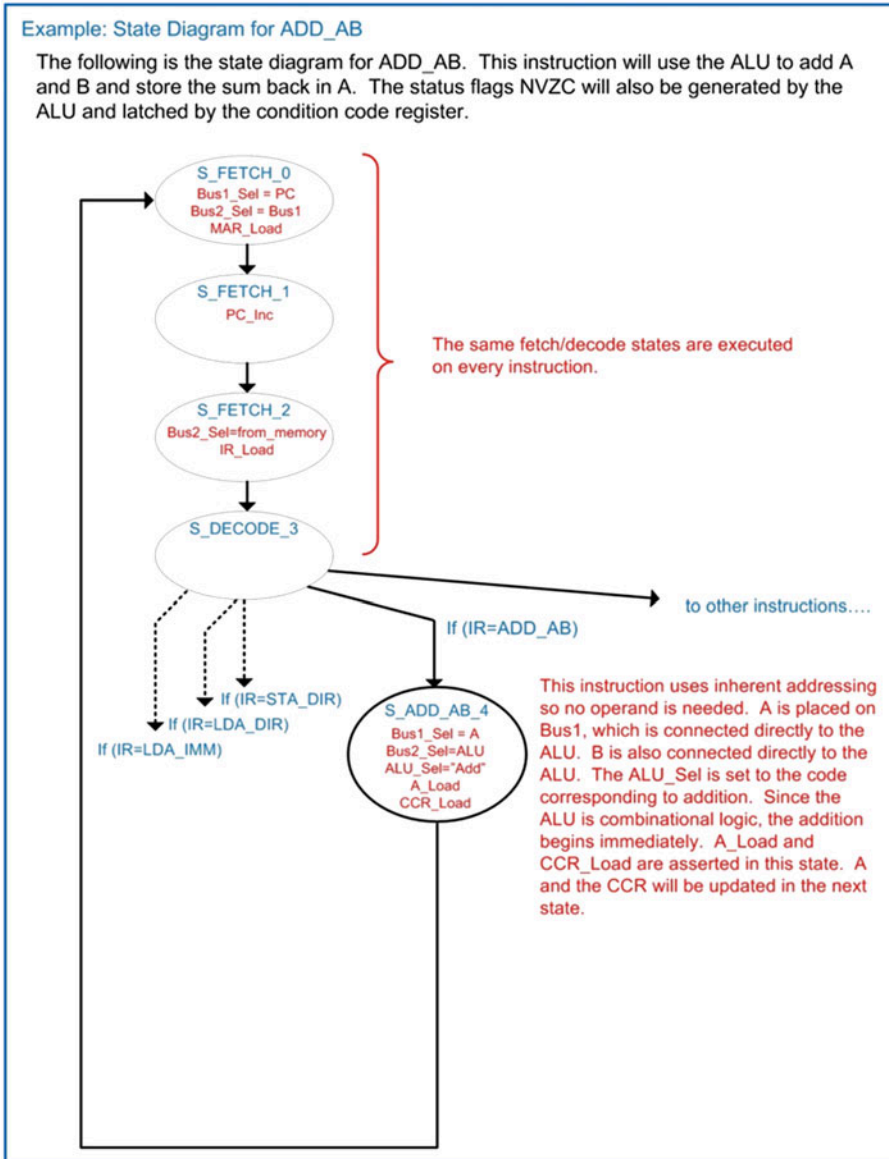 Example: State Diagram for ADD_AB
The following is the state diagram for ADD_AB. This instruction will use the ALU to add A
and B and store the sum back in A. The status flags NVZC will also be generated by the
ALU and latched by the condition code register.
S_FETCH_0
Bus1_Sel = PC
Bus2_Sel = Bus1
MAR_Load
S_FETCH_1
PC_Inc
The same fetch/decode states are executed
on every instruction.
S_FETCH_2
Bus2_Sel=from_memory
IR_Load
S_DECODE_3
to other instructions....
If (IR=ADD_AB)
If (IR=STA_DIR)
If (IR=LDA_DIR)
If (IR=LDA_IMM)
S_ADD_AB_4
Bus1_Sel = A
Bus2_Sel=ALU
ALU_Sel="Add"
A_Load
CCR_Load
This instruction uses inherent addressing
so no operand is needed. A is placed on
Bus1, which is connected directly to the
ALU. B is also connected directly to the
ALU. The ALU_Sel is set to the code
corresponding to addition. Since the
ALU is combinational logic, the addition
begins immediately. A_Load and
CCR_Load are asserted in this state. A
and the CCR will be updated in the next
state.